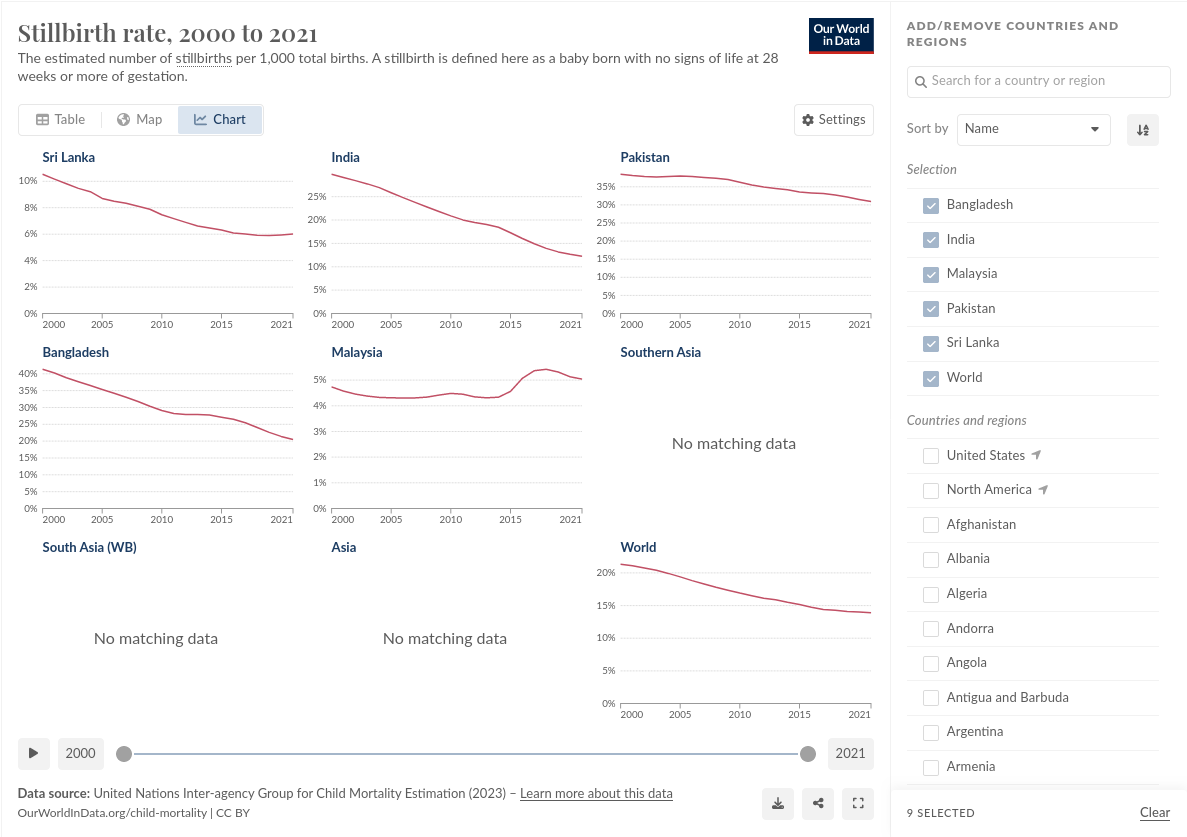 Stillbirth rate, 2000 to 2021
The estimated number of stillbirths per 1,000 total births. A stillbirth is defined here as a baby born with no signs of life at 28
weeks or more of gestation.
Our World
in Data
Table
Map
Chart
Settings
Sri Lanka
10%
8%
6%
4%
2%
0%
2000
2005
2010
2015
2021
India
25%
20%
15%
10%
5%
0%
2000
2005
2010
2015
2021
Pakistan
35%
30%
25%
20%
15%
10%
5%
0%
2000
2005
2010
2015
2021
Bangladesh
40%
35%
30%
25%
20%
15%
10%
5%
0%
2000
2005
2010
2015
2021
Malaysia
5%
4%
3%
2%
1%
0%
2000
2005
2010
2015
2021
Southern Asia
No matching data
South Asia (WB)
No matching data
Asia
No matching data
World
20%
15%
10%
5%
0%
2000
2005
2010
2015
2021
2000
2021
Data source: United Nations Inter-agency Group for Child Mortality Estimation (2023) – Learn more about this data
OurWorldInData.org/child-mortality | CC BY
ADD/REMOVE COUNTRIES AND
REGIONS
Search for a country or region
Sort by
Name
Selection
Bangladesh
India
Malaysia
Pakistan
Sri Lanka
World
Countries and regions
United States
North America
Afghanistan
Albania
Algeria
Andorra
Angola
Antigua and Barbuda
Argentina
Armenia
9 SELECTED
Clear